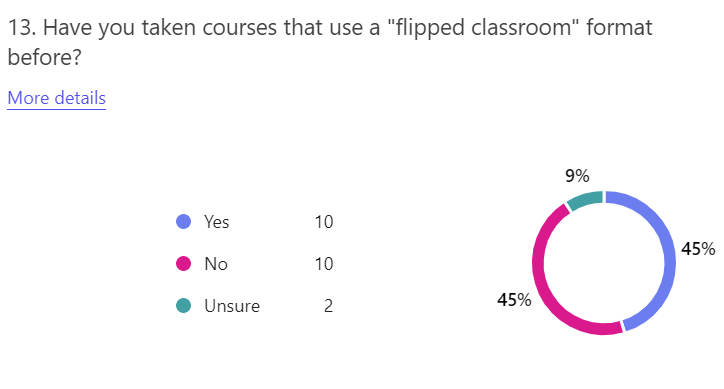 13. Have you taken courses that use a "flipped classroom" format
before?
More details
9%
Yes 10
45%
No 10
45%
Unsure 2